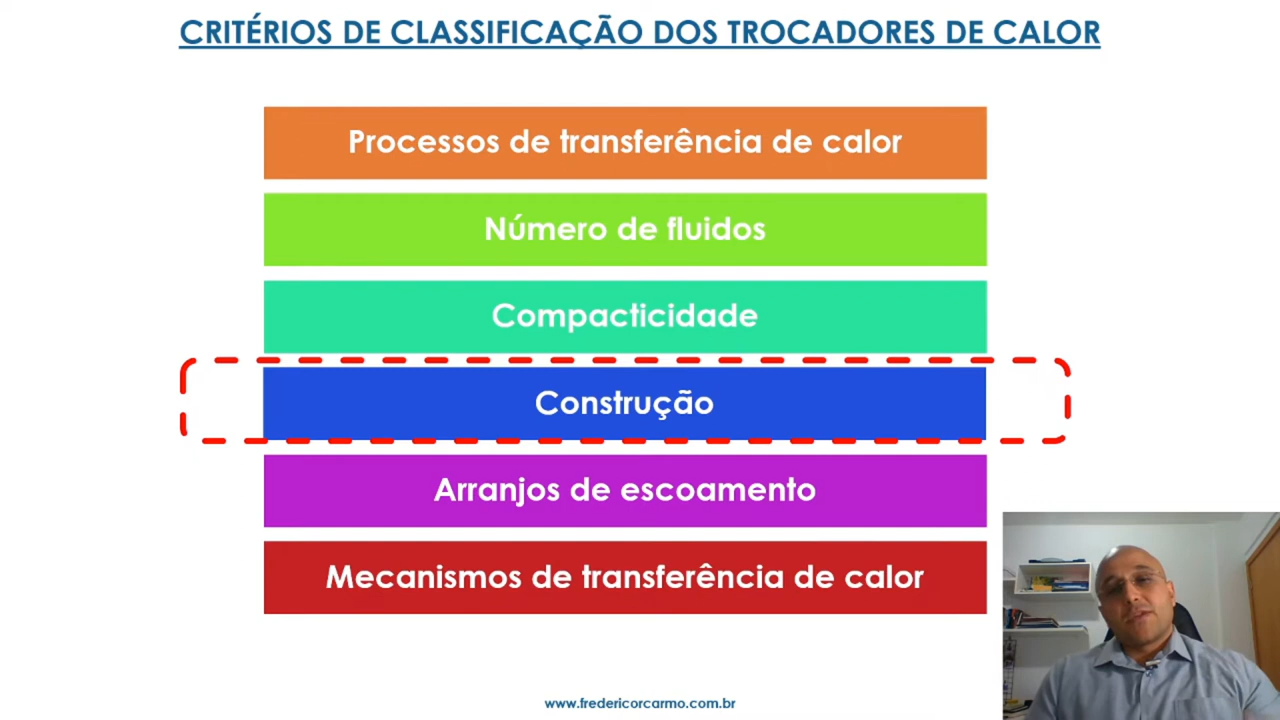 CRITÉRIOS DE CLASSIFICAÇÃO DOS TROCADORES DE CALOR
Processos de transferência de calor
Número de fluidos
Compacticidade
Construção
Arranjos de escoamento
Mecanismos de transferência de calor
www.fredericorcarmo.com.br